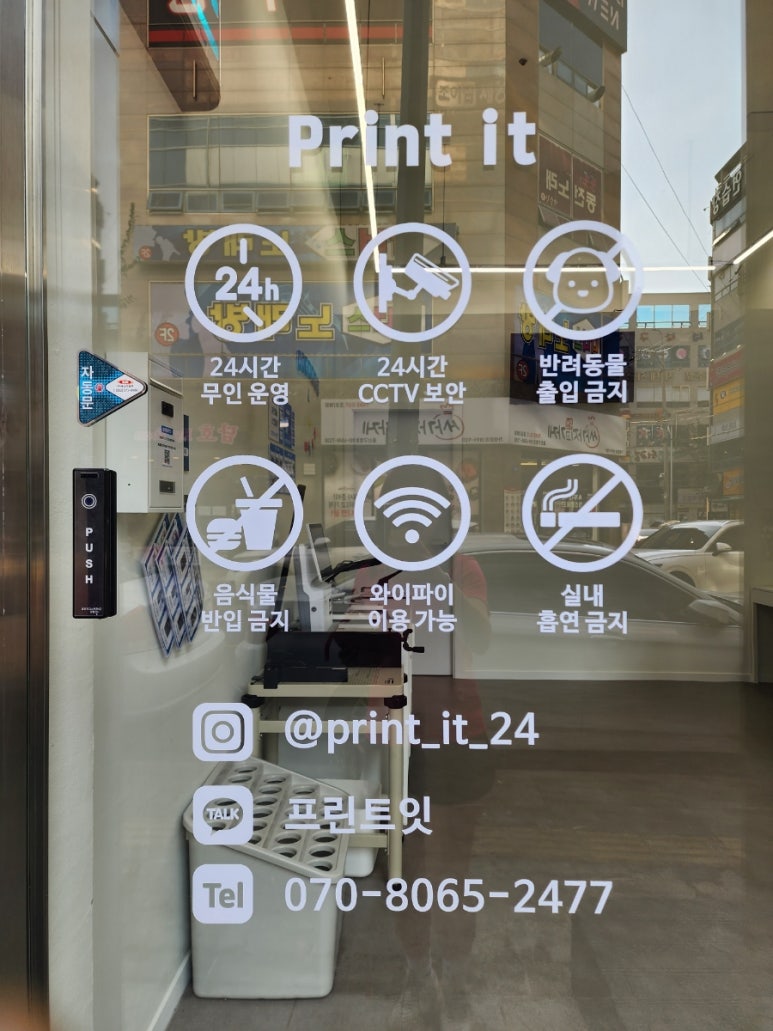 Print it
24h
24시간
무인 운영
24시간
CCTV 보안
반려동물
출입 금지
자동문
PUSH
음식물
반입 금지
와이파이
이용 가능
실내
흡연 금지
@print_it_24
TALK
프린트잇
Tel
070-8065-2477